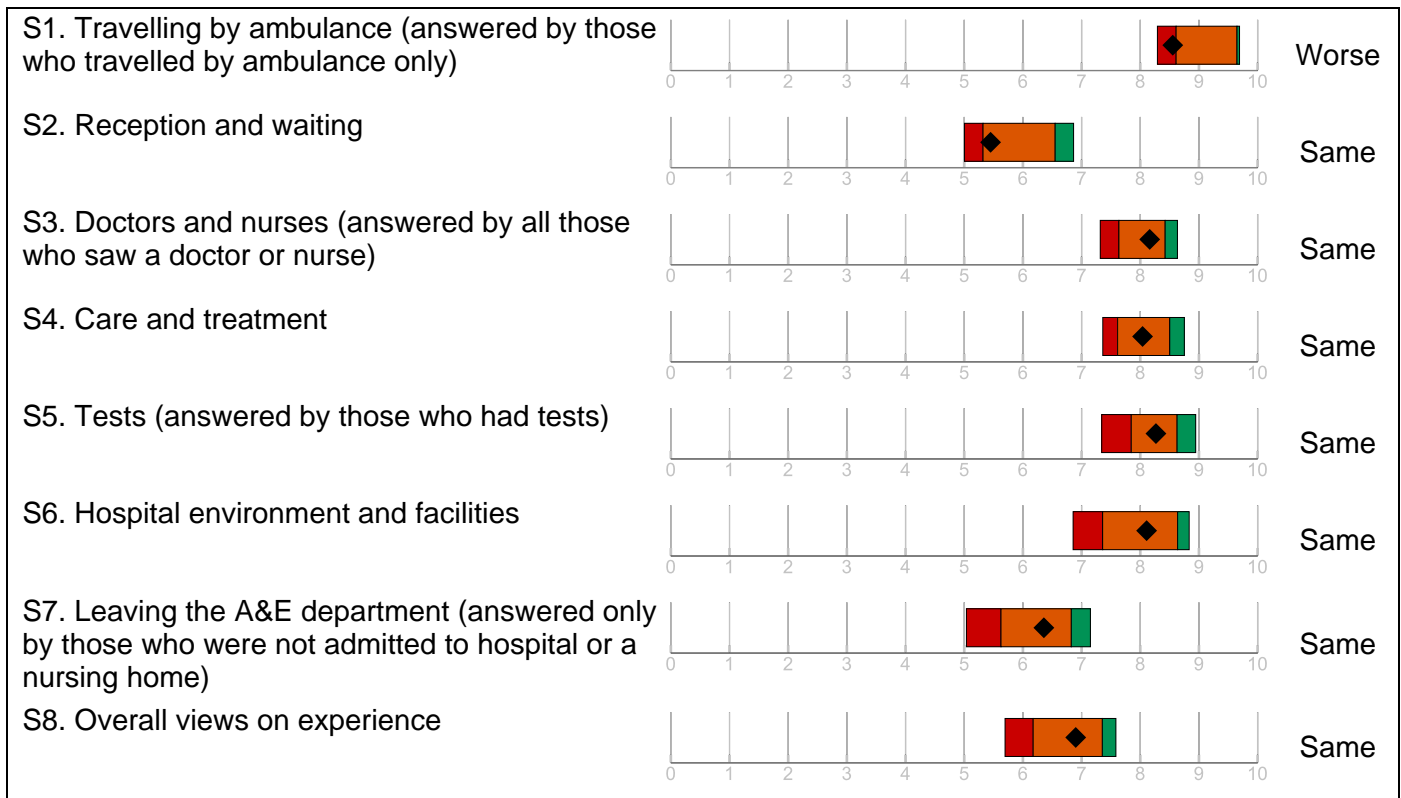 S1. Travelling by ambulance (answered by those
who travelled by ambulance only)
0 1 2 3 4 5 6 7 8 9 10
Worse
S2. Reception and waiting
0 1 2 3 4 5 6 7 8 9 10
Same
S3. Doctors and nurses (answered by all those
who saw a doctor or nurse)
0 1 2 3 4 5 6 7 8 9 10
Same
S4. Care and treatment
0 1 2 3 4 5 6 7 8 9 10
Same
S5. Tests (answered by those who had tests)
0 1 2 3 4 5 6 7 8 9 10
Same
S6. Hospital environment and facilities
0 1 2 3 4 5 6 7 8 9 10
Same
S7. Leaving the A&E department (answered only
by those who were not admitted to hospital or a
nursing home)
0 1 2 3 4 5 6 7 8 9 10
Same
S8. Overall views on experience
0 1 2 3 4 5 6 7 8 9 10
Same